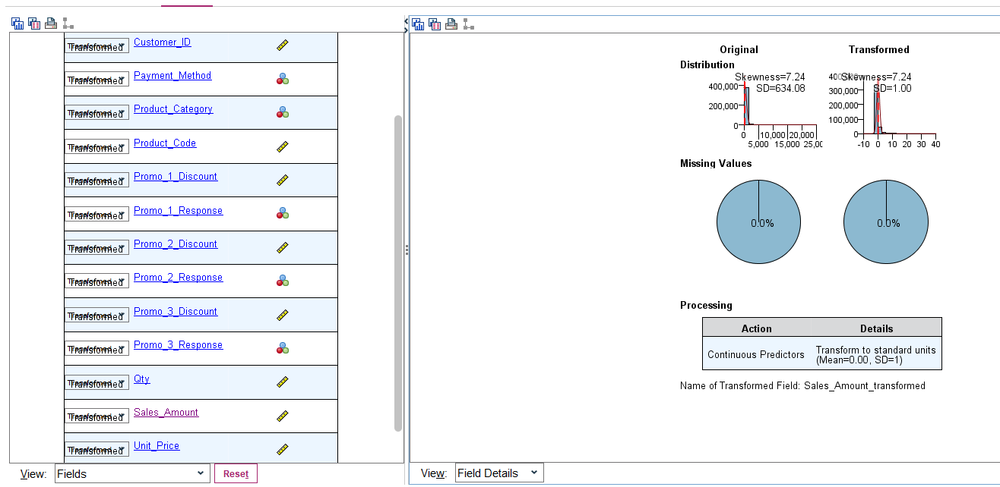 Transformed Customer_ID
Transformed Payment_Method
Transformed Product_Category
Transformed Product_Code
Transformed Promo_1_Discount
Transformed Promo_1_Response
Transformed Promo_2_Discount
Transformed Promo_2_Response
Transformed Promo_3_Discount
Transformed Promo_3_Response
Transformed Qty
Transformed Sales_Amount
Transformed Unit_Price
View: Fields Reset
Original Transformed
Distribution
Skewness=7.24
SD=634.08
400,000
200,000
0
0 10,000 20,000
5,000 15,000 25,00
Skewness=7.24
SD=1.00
400,000
300,000
200,000
100,000
0
-10 0 10 20 30 40
Missing Values
0.0% 0.0%
Processing
Action Details
Continuous Predictors Transform to standard units
(Mean=0.00, SD=1)
Name of Transformed Field: Sales_Amount_transformed
View: Field Details